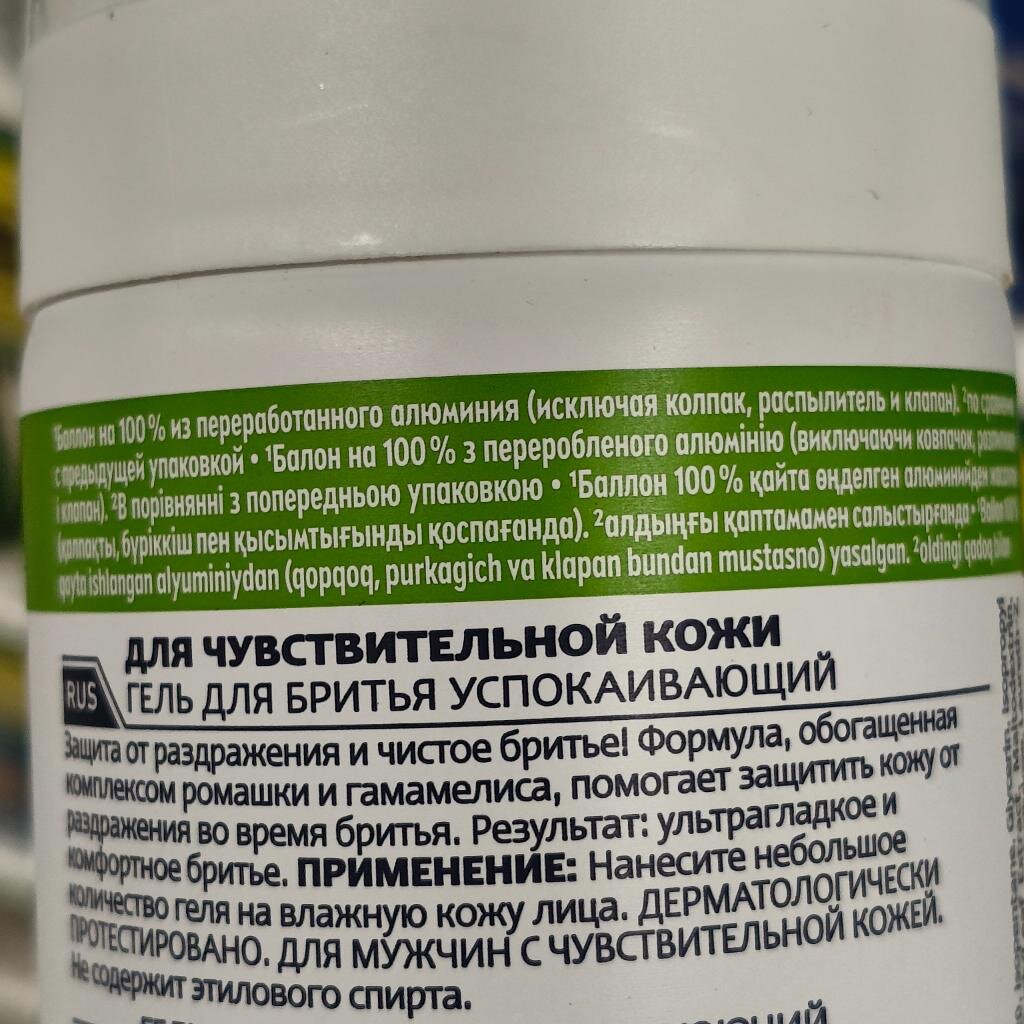 ¹Баллон на 100% из переработанного алюминия (исключая колпак, распылитель и клапан). ²по
с предыдущей упаковкой • ¹Балон на 100% з переробленого алюмінію (виключаючи ковпачок,
і клапан). ²В порівнянні з попередньою упаковкою • ¹Баллон 100% қайта өңделген алюминийден
(қалпақты, бүріккіш пен қысымтығынды қоспағанда). ²алдыңғы қаптамамен салыстырғанда •
qayta ishlangan alyuminiydan (qopqoq, purkagich va klapan bundan mustasno) yasalgan. ²oldingi qadoq bilan
ДЛЯ ЧУВСТВИТЕЛЬНОЙ КОЖИ
RUS ГЕЛЬ ДЛЯ БРИТЬЯ УСПОКАИВАЮЩИЙ
Защита от раздражения и чистое бритье! Формула, обогащенная
комплексом ромашки и гамамелиса, помогает защитить кожу от
раздражения во время бритья. Результат: ультрагладкое и
комфортное бритье. ПРИМЕНЕНИЕ: Нанесите небольшое
количество геля на влажную кожу лица. ДЕРМАТОЛОГИЧЕСКИ
ПРОТЕСТИРОВАНО. ДЛЯ МУЖЧИН С ЧУВСТВИТЕЛЬНОЙ КОЖЕЙ.
Не содержит этилового спирта.